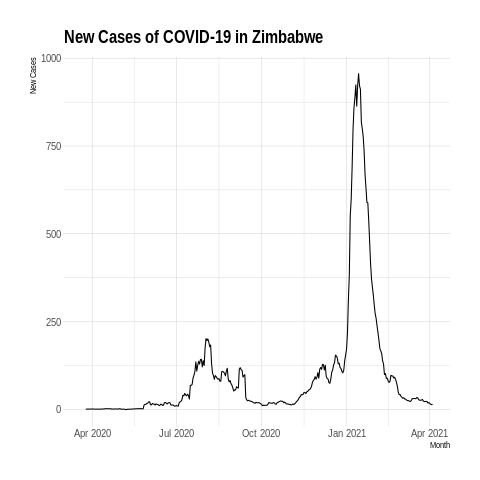 New Cases of COVID-19 in Zimbabwe
New Cases
1000
750
500
250
0
Apr 2020 Jul 2020 Oct 2020 Jan 2021 Apr 2021
Month